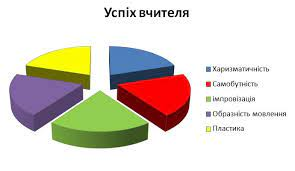 Успіх вчителя
Харизматичність
Самобутність
імпровізація
Образність мовлення
Пластика